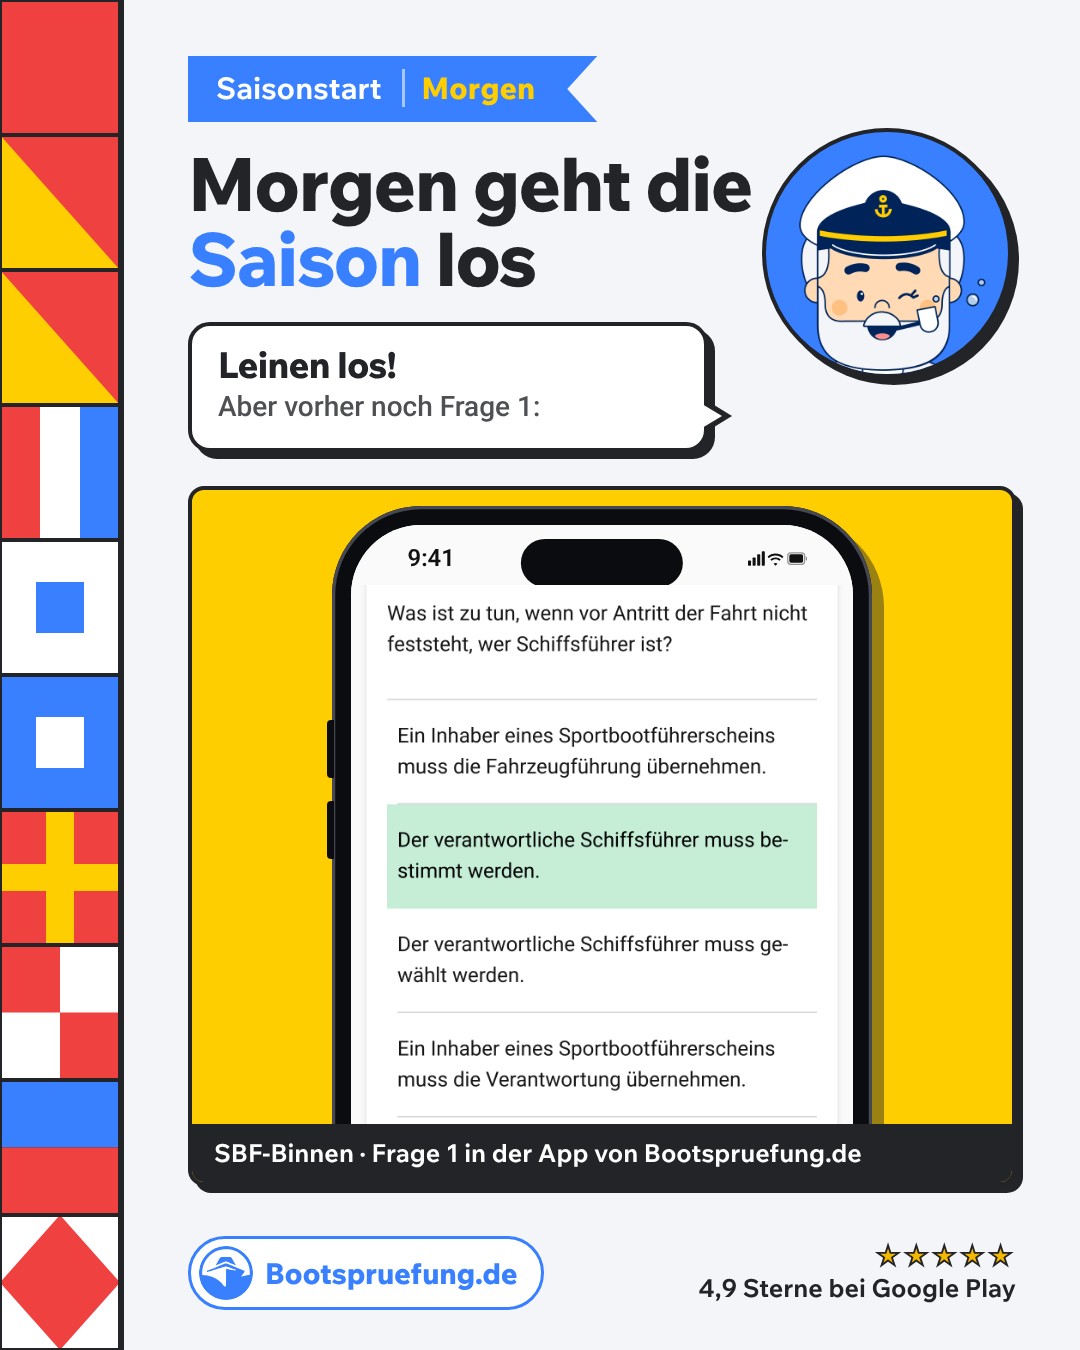 Saisonstart | Morgen
Morgen geht die
Saison los
Leinen los!
Aber vorher noch Frage 1:
9:41
Was ist zu tun, wenn vor Antritt der Fahrt nicht
feststeht, wer Schiffsführer ist?
Ein Inhaber eines Sportbootführerscheins
muss die Fahrzeugführung übernehmen.
Der verantwortliche Schiffsführer muss be-
stimmt werden.
Der verantwortliche Schiffsführer muss ge-
wählt werden.
Ein Inhaber eines Sportbootführerscheins
muss die Verantwortung übernehmen.
SBF-Binnen · Frage 1 in der App von Bootspruefung.de
Bootspruefung.de
4,9 Sterne bei Google Play